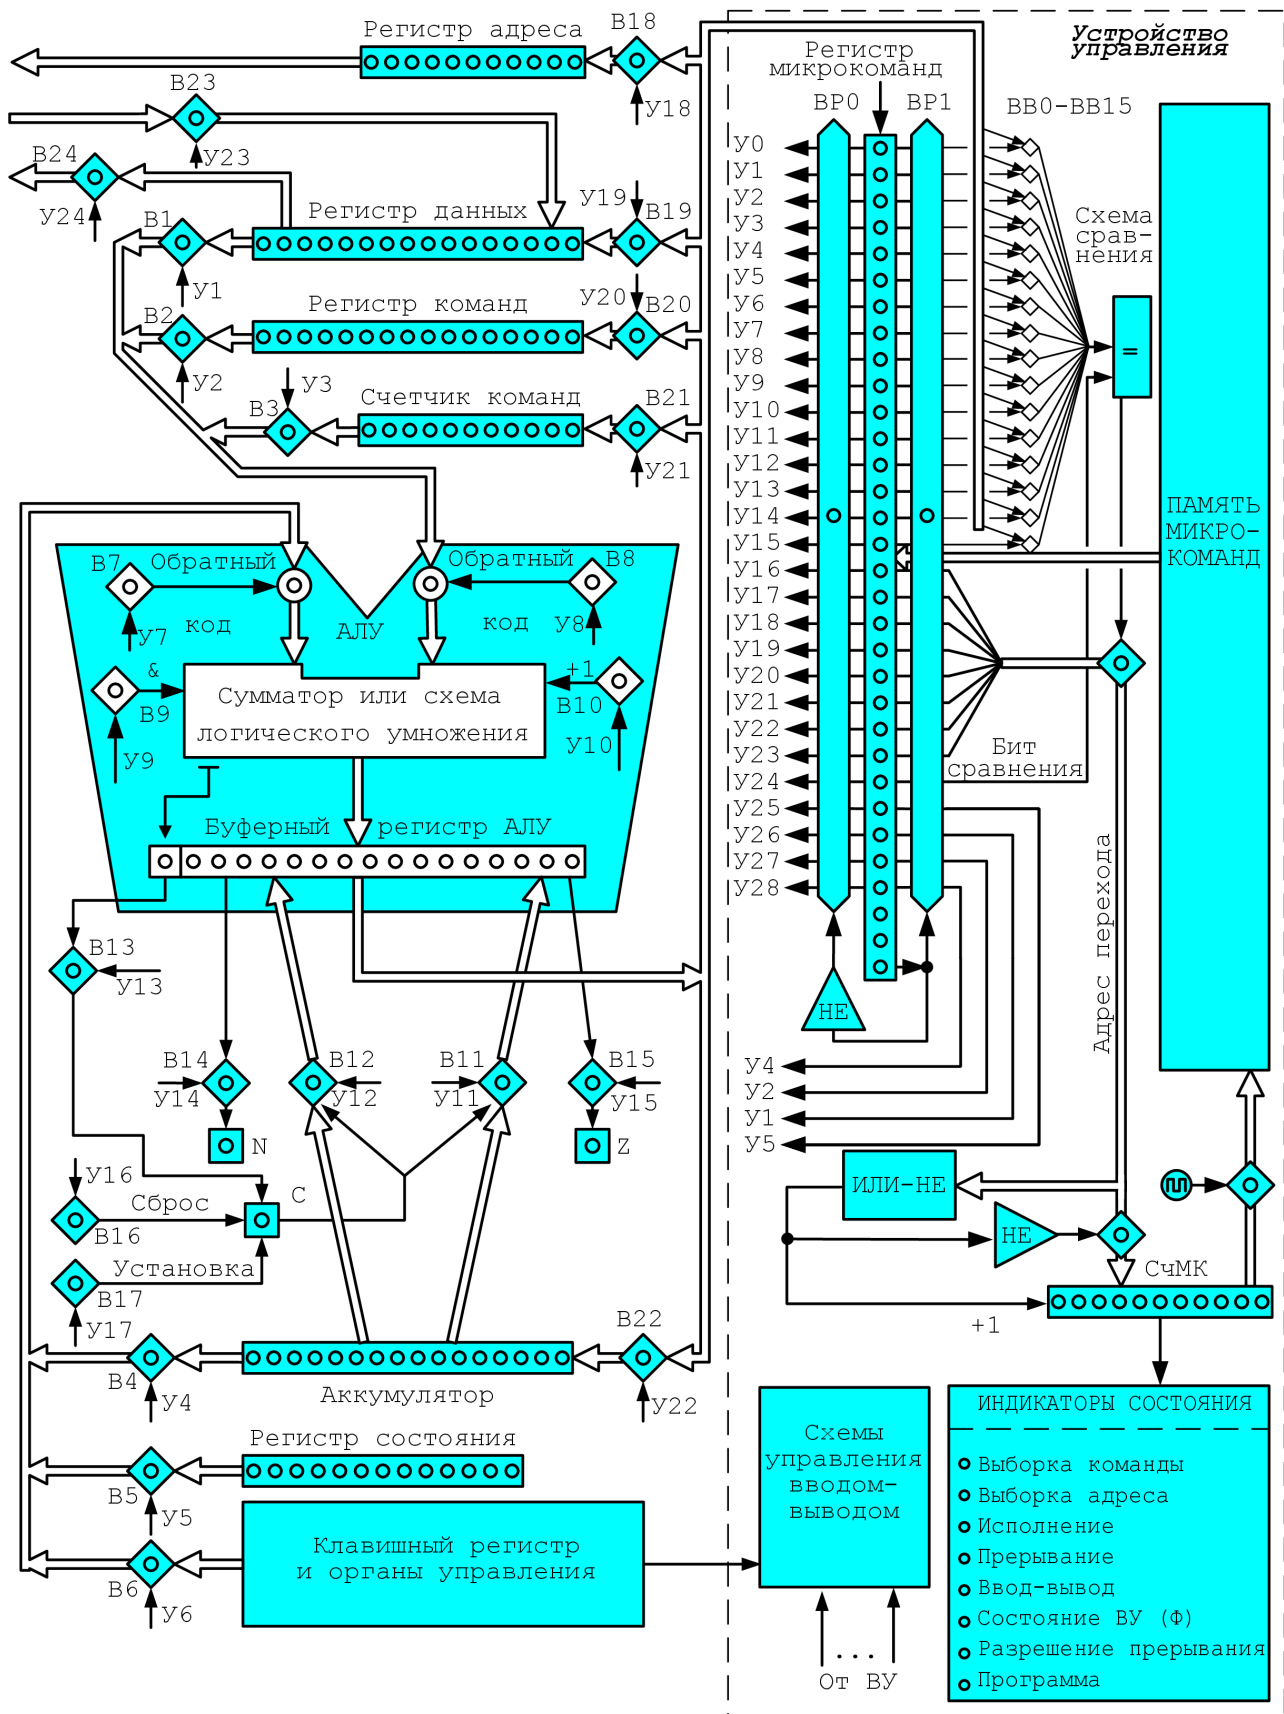 Регистр адреса
В18
У18
В23
У23
В24
У24
Регистр данных
У19
В19
В1
У1
Регистр команд
У20
В20
В2
У2
У3
В3
Счетчик команд
В21
У21
В7
Обратный
код
У7
АЛУ
Обратный
код
В8
У8
&
В9
У9
+1
В10
У10
Сумматор или схема
логического умножения
Буферный регистр АЛУ
В13
У13
В14
У14
N
В12
У12
В11
У11
В15
У15
Z
У16
Сброс
В16
C
Установка
В17
У17
В4
У4
Аккумулятор
В22
У22
Регистр состояния
В5
У5
Клавишный регистр
и органы управления
В6
У6
Устройство
управления
Регистр
микрокоманд
ВР0
ВР1
ВВ0-ВВ15
У0
У1
У2
У3
У4
У5
У6
У7
У8
У9
У10
У11
У12
У13
У14
У15
У16
У17
У18
У19
У20
У21
У22
У23
У24
У25
У26
У27
У28
Схема
срав-
нения
=
ПАМЯТЬ
МИКРО-
КОМАНД
Бит
сравнения
Адрес перехода
НЕ
У4
У2
У1
У5
ИЛИ-НЕ
НЕ
СчМК
+1
Схемы
управления
вводом-
выводом
...
От ВУ
ИНДИКАТОРЫ СОСТОЯНИЯ
Выборка команды
Выборка адреса
Исполнение
Прерывание
Ввод-вывод
Состояние ВУ (Ф)
Разрешение прерывания
Программа